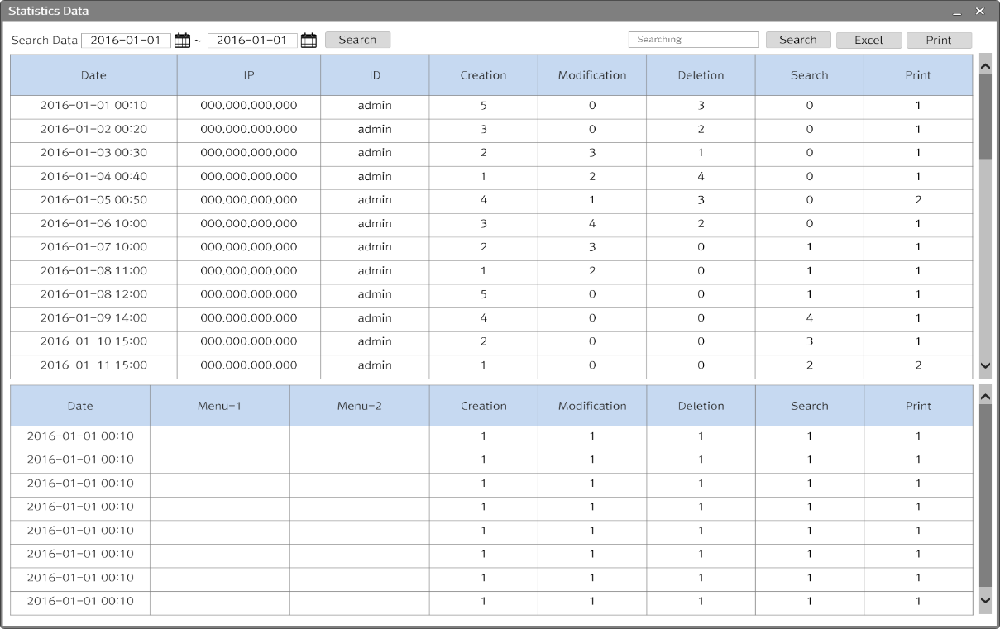 Statistics Data
Search Data 2016-01-01 ~ 2016-01-01 Search Searching Search Excel Print
Date IP ID Creation Modification Deletion Search Print
2016-01-01 00:10 000.000.000.000 admin 5 0 3 0 1
2016-01-02 00:20 000.000.000.000 admin 3 0 2 0 1
2016-01-03 00:30 000.000.000.000 admin 2 3 1 0 1
2016-01-04 00:40 000.000.000.000 admin 1 2 4 0 1
2016-01-05 00:50 000.000.000.000 admin 4 1 3 0 2
2016-01-06 10:00 000.000.000.000 admin 3 4 2 0 1
2016-01-07 10:00 000.000.000.000 admin 2 3 0 1 1
2016-01-08 11:00 000.000.000.000 admin 1 2 0 1 1
2016-01-08 12:00 000.000.000.000 admin 5 0 0 1 1
2016-01-09 14:00 000.000.000.000 admin 4 0 0 4 1
2016-01-10 15:00 000.000.000.000 admin 2 0 0 3 1
2016-01-11 15:00 000.000.000.000 admin 1 0 0 2 2
Date Menu-1 Menu-2 Creation Modification Deletion Search Print
2016-01-01 00:10 1 1 1 1 1
2016-01-01 00:10 1 1 1 1 1
2016-01-01 00:10 1 1 1 1 1
2016-01-01 00:10 1 1 1 1 1
2016-01-01 00:10 1 1 1 1 1
2016-01-01 00:10 1 1 1 1 1
2016-01-01 00:10 1 1 1 1 1
2016-01-01 00:10 1 1 1 1 1